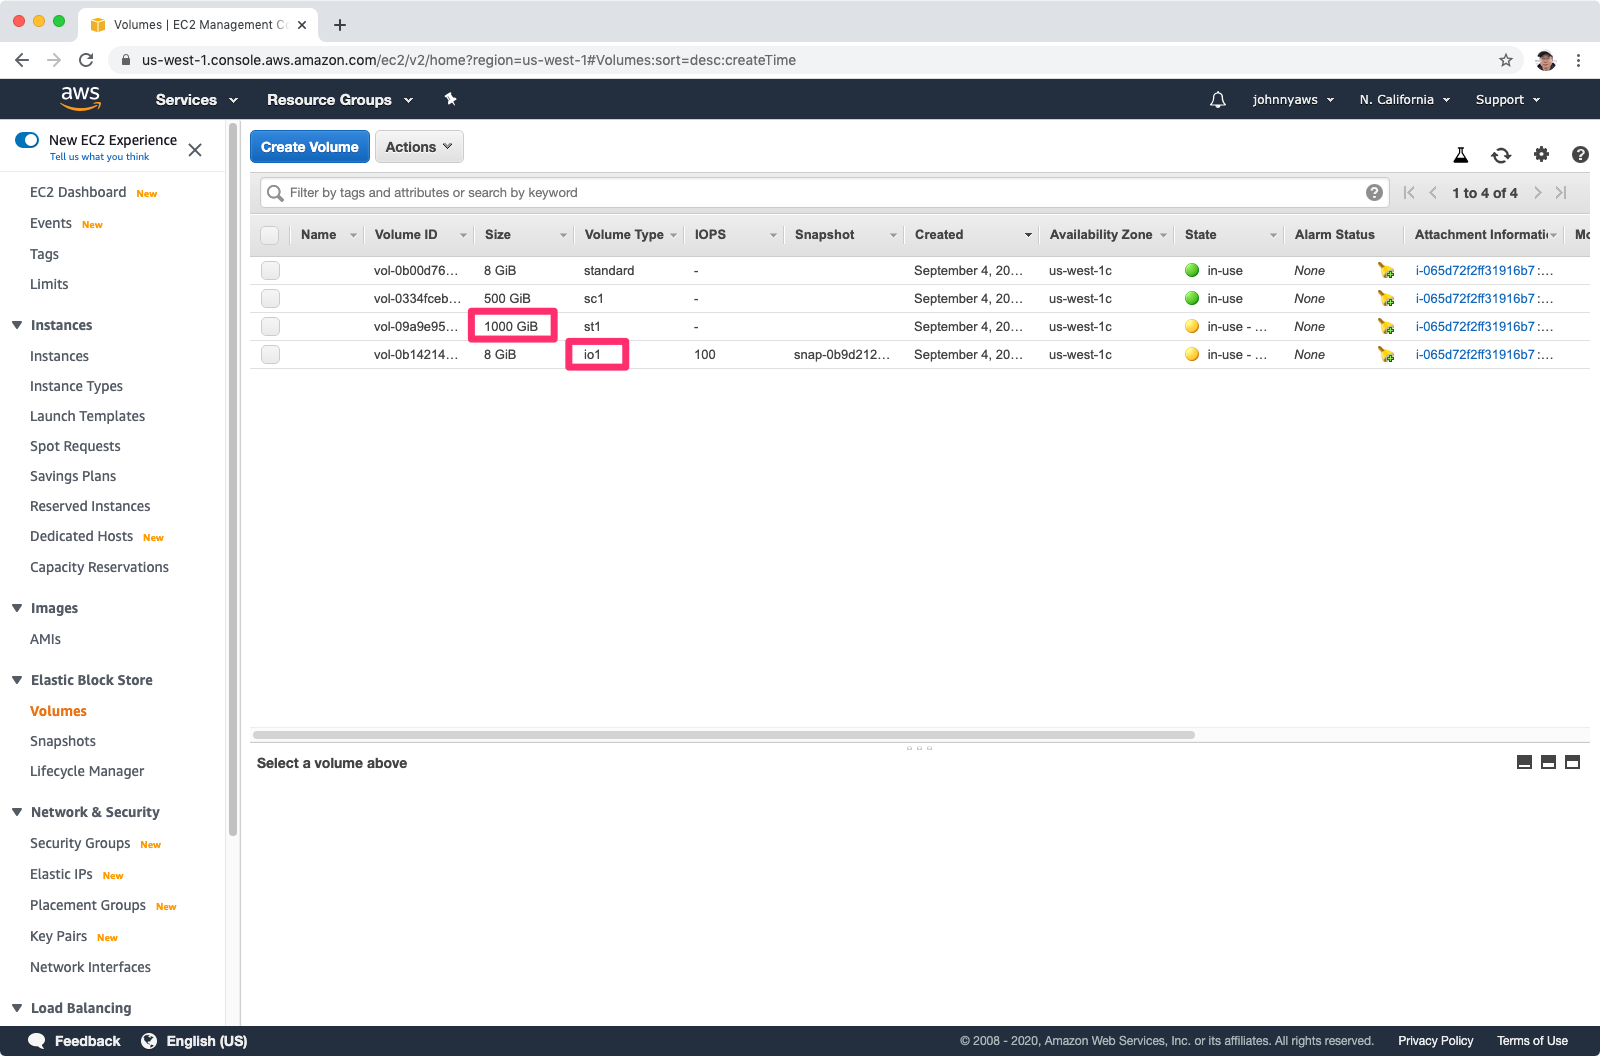 Volumes | EC2 Management Co
us-west-1.console.aws.amazon.com/ec2/v2/home?region=us-west-1#Volumes:sort=desc:createTime
aws Services Resource Groups johnnyaws N. California Support
New EC2 Experience
Tell us what you think
EC2 Dashboard New
Events New
Tags
Limits
Instances
Instances
Instance Types
Launch Templates
Spot Requests
Savings Plans
Reserved Instances
Dedicated Hosts New
Capacity Reservations
Images
AMIs
Elastic Block Store
Volumes
Snapshots
Lifecycle Manager
Network & Security
Security Groups New
Elastic IPs New
Placement Groups New
Key Pairs New
Network Interfaces
Load Balancing
Create Volume Actions
Filter by tags and attributes or search by keyword
1 to 4 of 4
Name Volume ID Size Volume Type IOPS Snapshot Created Availability Zone State Alarm Status Attachment Informati Mo
vol-0b00d76... 8 GiB standard - September 4, 20... us-west-1c in-use None i-065d72f2ff31916b7:...
vol-0334fceb... 500 GiB sc1 - September 4, 20... us-west-1c in-use None i-065d72f2ff31916b7:...
vol-09a9e95... 1000 GiB st1 - September 4, 20... us-west-1c in-use - ... None i-065d72f2ff31916b7:...
vol-0b14214... 8 GiB io1 100 snap-0b9d212... September 4, 20... us-west-1c in-use - ... None i-065d72f2ff31916b7:...
Select a volume above
Feedback English (US) © 2008 - 2020, Amazon Web Services, Inc. or its affiliates. All rights reserved. Privacy Policy Terms of Use